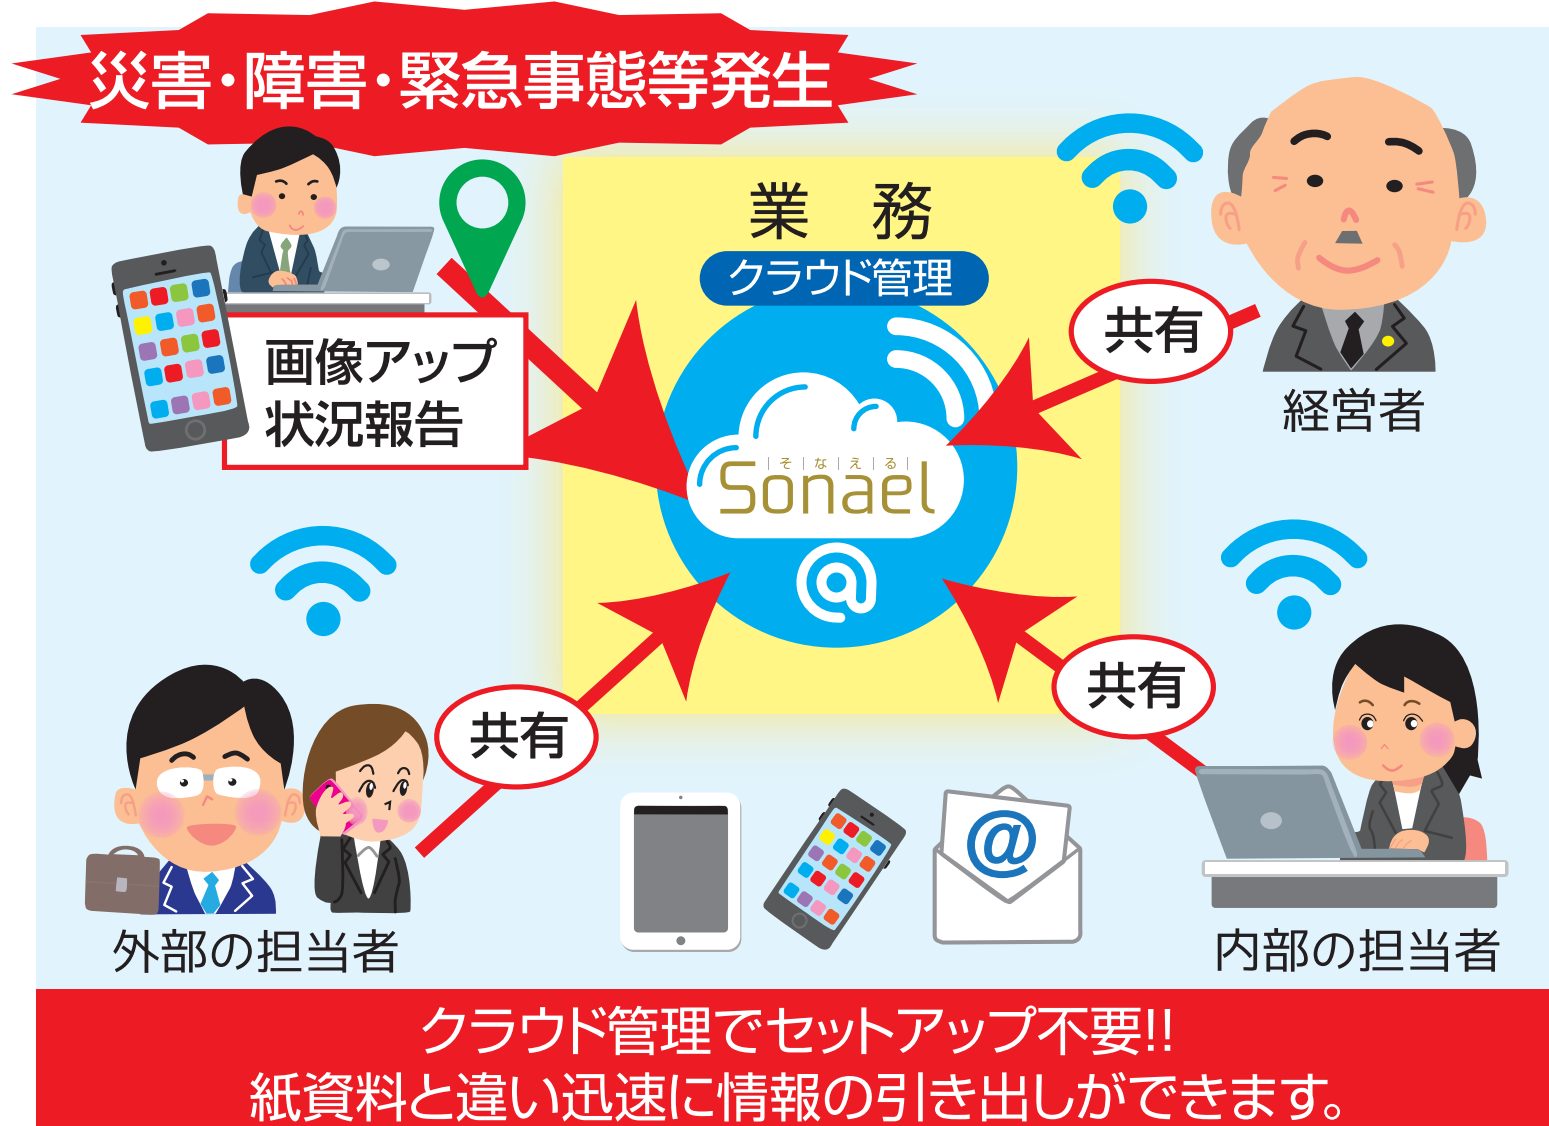 災害・障害・緊急事態等発生
業 務
クラウド管理
画像アップ
状況報告
共有
経営者
|そ|な|え|る|
Sonael
@
共有
共有
@
外部の担当者
内部の担当者
クラウド管理でセットアップ不要!!
紙資料と違い迅速に情報の引き出しができます。